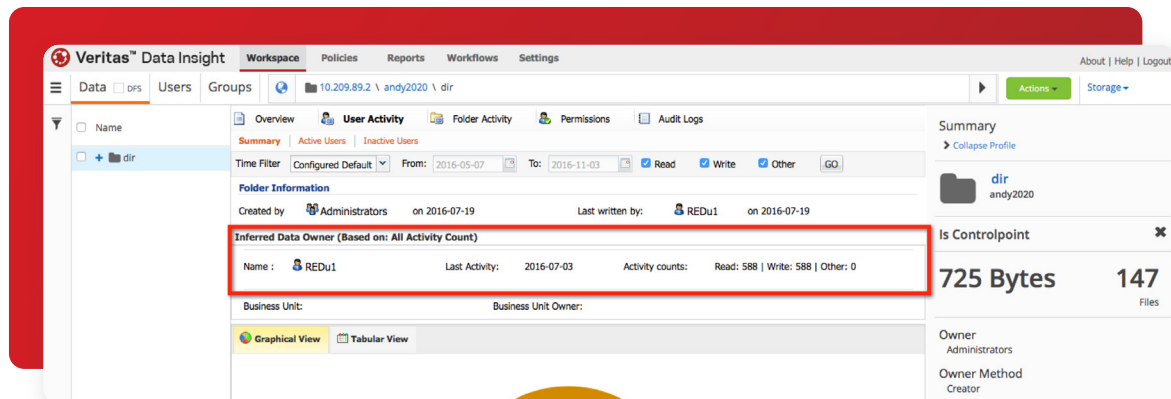 Veritas™ Data Insight Workspace Policies Reports Workflows Settings
About | Help | Logout
Data DFS Users Groups 10.209.89.2 \ andy2020 \ dir Actions Storage
Name
+ dir
Overview User Activity Folder Activity Permissions Audit Logs
Summary | Active Users | Inactive Users
Time Filter Configured Default From: 2016-05-07 To: 2016-11-03 Read Write Other GO
Folder Information
Created by Administrators on 2016-07-19 Last written by: REDu1 on 2016-07-19
Inferred Data Owner (Based on: All Activity Count)
Name : REDu1 Last Activity: 2016-07-03 Activity counts: Read: 588 | Write: 588 | Other: 0
Business Unit: Business Unit Owner:
Graphical View Tabular View
Summary
Collapse Profile
dir
andy2020
Is Controlpoint
725 Bytes 147
Files
Owner
Administrators
Owner Method
Creator